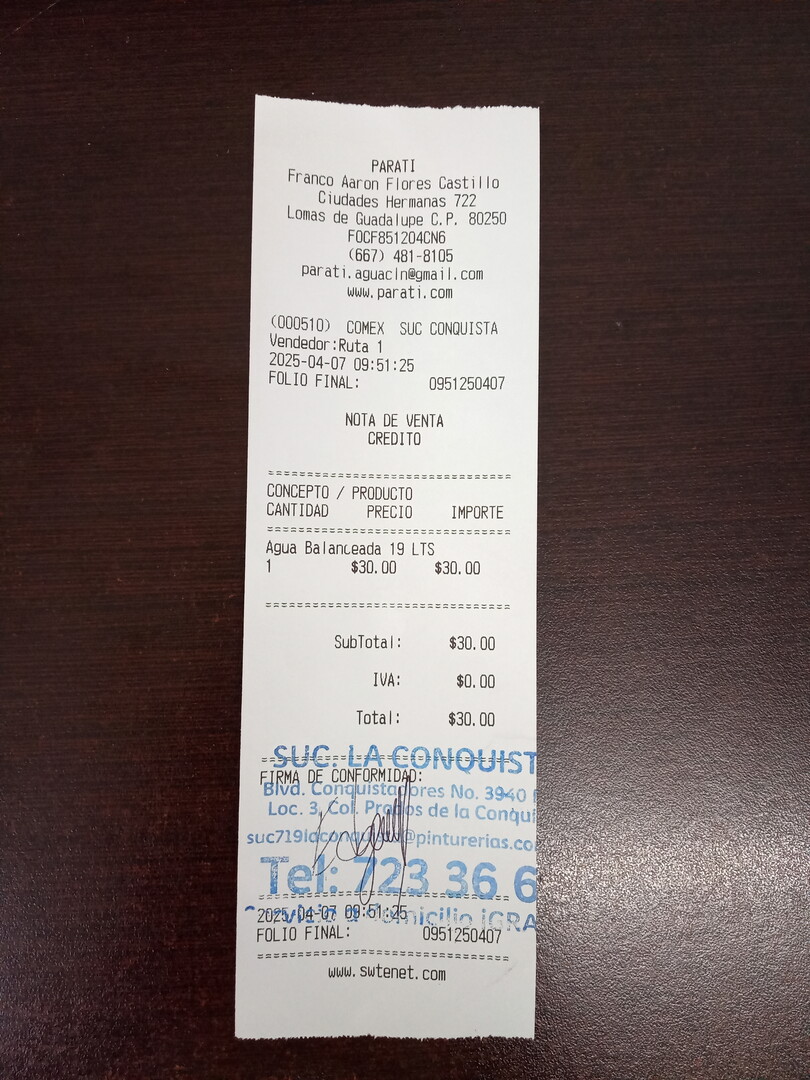 PARATI
Franco Aaron Flores Castillo
Ciudades Hermanas 722
Lomas de Guadalupe C.P. 80250
FOCF851204CN6
(667) 481-8105
parati.aguacln@gmail.com
www.parati.com
(000510) COMEX SUC CONQUISTA
Vendedor:Ruta 1
2025-04-07 09:51:25
FOLIO FINAL: 0951250407
NOTA DE VENTA
CREDITO
CONCEPTO / PRODUCTO
CANTIDAD PRECIO IMPORTE
Agua Balanceada 19 LTS
1 $30.00 $30.00
SubTotal: $30.00
IVA: $0.00
Total: $30.00
SUC. LA CONQUIST
FIRMA DE CONFORMIDAD:
Blvd. Conquistadores No. 3940
Loc. 3, Col. Prados de la Conqui
@pinturerias.co
Tel: 723 36 6
2025-04-07 09:51:25
Servicio a domicilio ¡GRA
FOLIO FINAL: 0951250407
www.swtenet.com